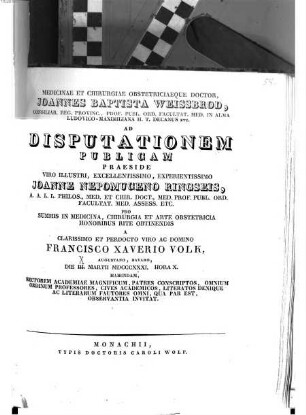 MEDICINAE ET CHIRURGIAE OBSTETRICIAEQUE DOCTOR,
JOANNES BAPTISTA WEISSBROD,
CONSILIAR. REG. PROVINC., PROF. PUBL. ORD. FACULTAT. MED. IN ALMA
LUDOVICO-MAXIMILIANA H. T. DECANUS ETC.
AD
DISPUTATIONEM
PUBLICAM
PRAESIDE
VIRO ILLUSTRI, EXCELLENTISSIMO, EXPERIENTISSIMO
JOANNE NEPOMUCENO RINGSEIS,
A. A. L. L. PHILOS., MED. ET CHIR. DOCT., MED. PROF. PUBL. ORD.
FACULTAT. MED. ASSESS. ETC.
PRO
SUMMIS IN MEDICINA, CHIRURGIA ET ARTE OBSTETRICIA
HONORIBUS RITE OBTINENDIS
A
CLARISSIMO ET PERDOCTO VIRO AC DOMINO
FRANCISCO XAVERIO VOLK,
AUGUSTANO, BAVARO,
DIE III. MARTII MDCCCXXXI. HORA X.
HABENDAM,
RECTOREM ACADEMIAE MAGNIFICUM, PATRES CONSCRIPTOS, OMNIUM
ORDINUM PROFESSORES, CIVES ACADEMICOS, LITERATOS DENIQUE
AC LITERARUM FAUTORES OMNI, QUA PAR EST,
OBSERVANTIA INVITAT.
MONACHII,
TYPIS DOCTORIS CAROLI WOLF.